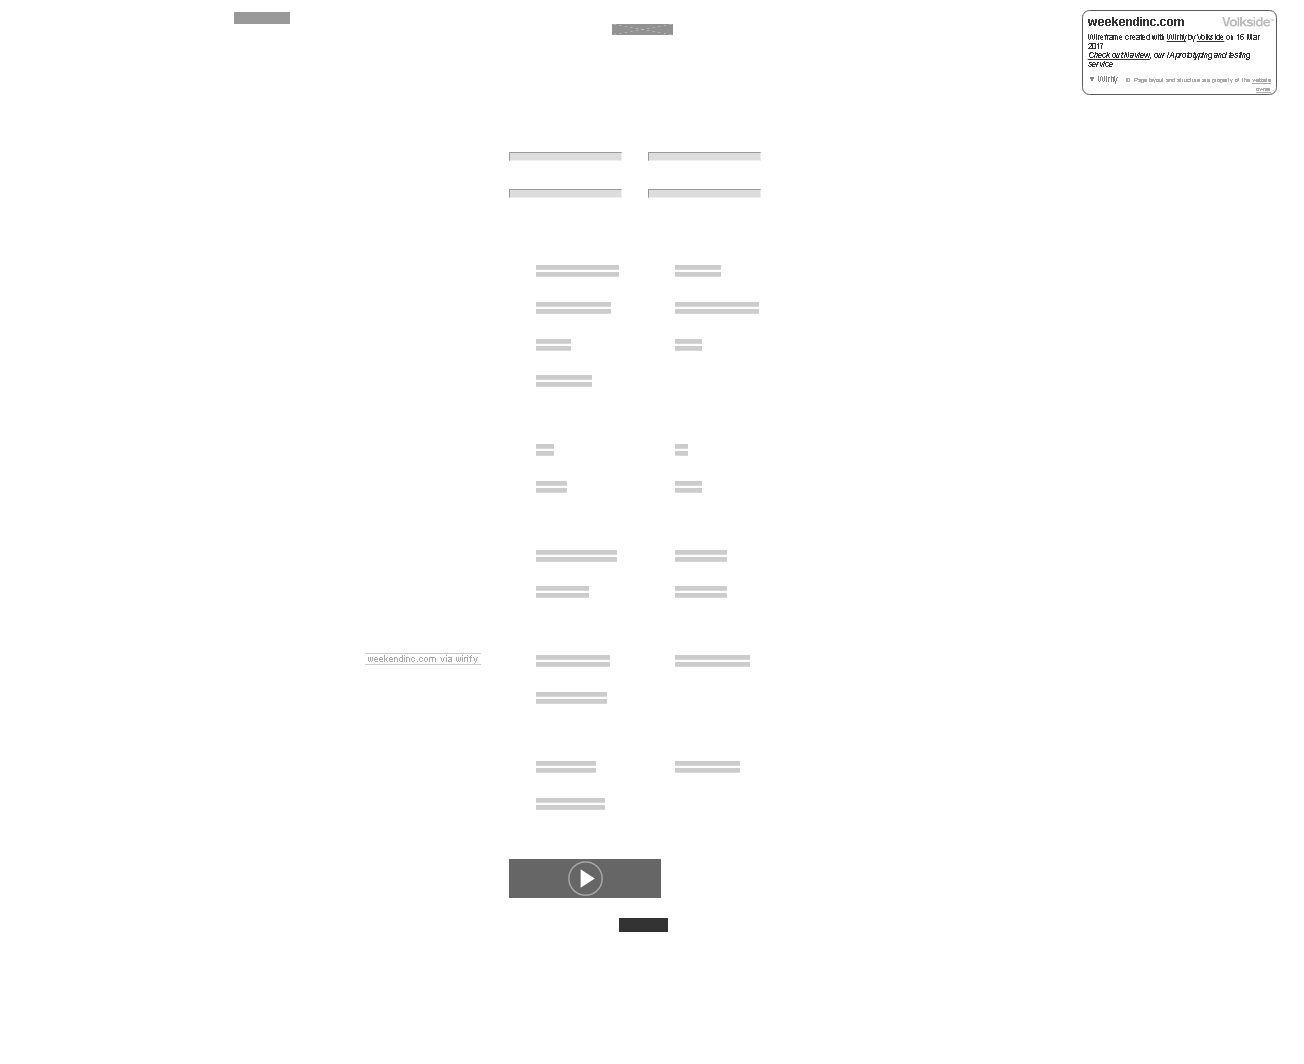 weekendinc.com
Volkside
Wireframe created with Wirify by Volkside on 16 Mar
2017
Check out Naview, our IA prototyping and testing
service
▼ Wirify
© Page layout and structure are property of the website
owner
weekendinc.com via wirify